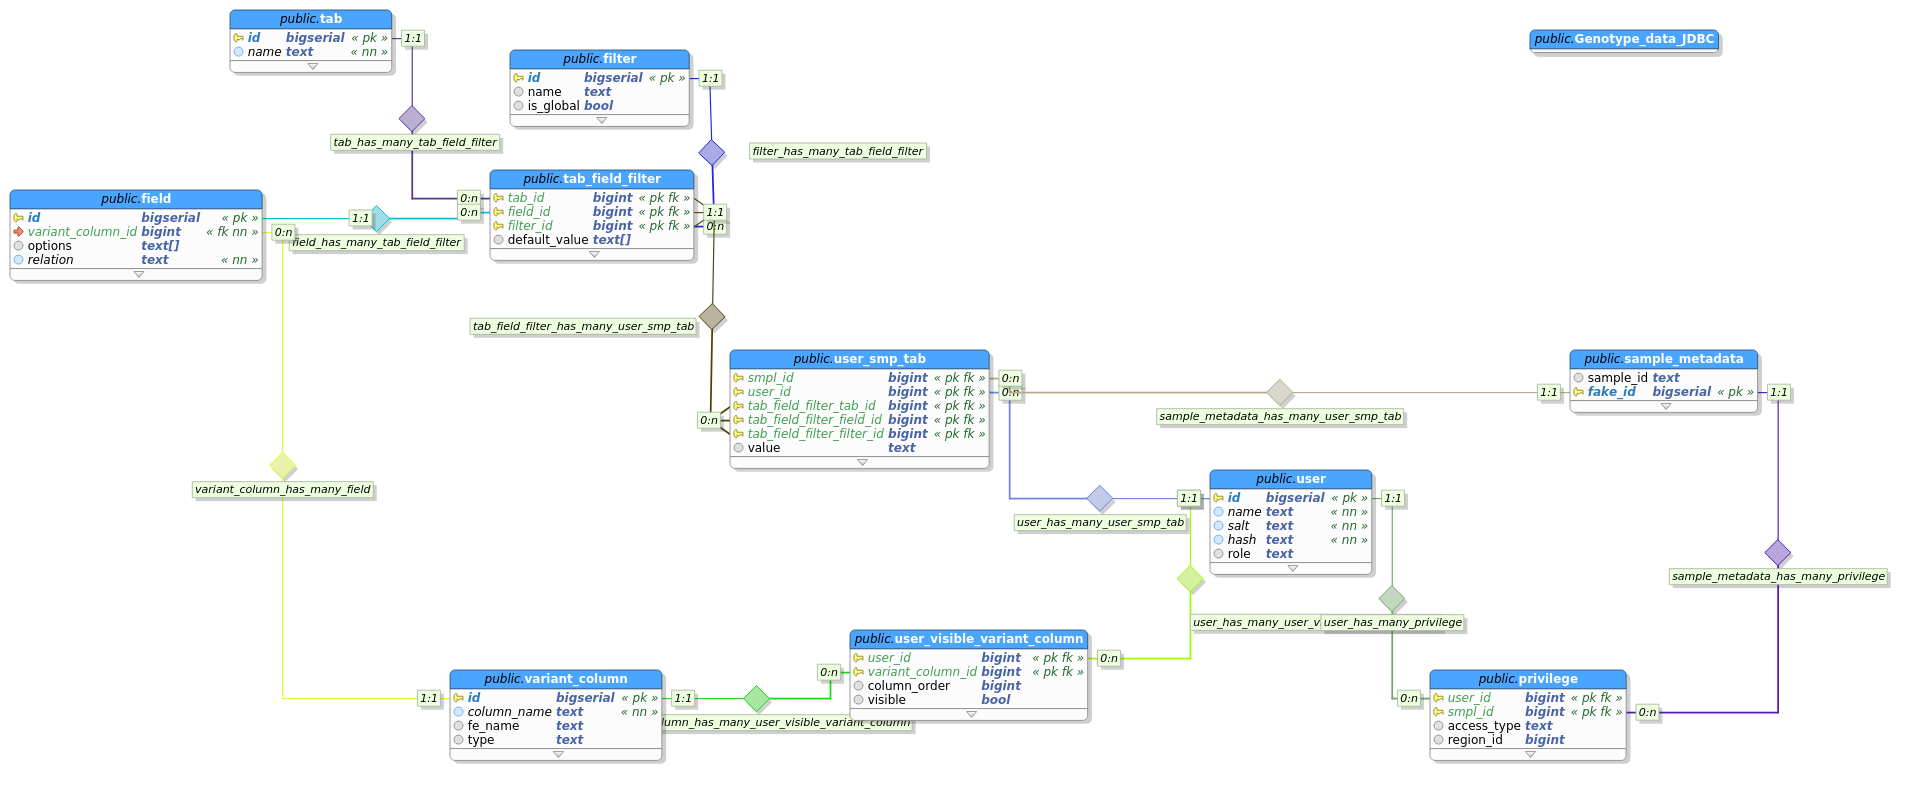 public.tab
id bigserial « pk »
name text « nn »
1:1
tab_has_many_tab_field_filter
public.filter
id bigserial « pk »
name text
is_global bool
1:1
filter_has_many_tab_field_filter
public.Genotype_data_JDBC
public.field
id bigserial « pk »
variant_column_id bigint « fk nn »
options text[]
relation text « nn »
1:1
0:n
field_has_many_tab_field_filter
0:n
0:n
public.tab_field_filter
tab_id bigint « pk fk »
field_id bigint « pk fk »
filter_id bigint « pk fk »
default_value text[]
1:1
0:n
tab_field_filter_has_many_user_smp_tab
0:n
public.user_smp_tab
smpl_id bigint « pk fk »
user_id bigint « pk fk »
tab_field_filter_tab_id bigint « pk fk »
tab_field_filter_field_id bigint « pk fk »
tab_field_filter_filter_id bigint « pk fk »
value text
0:n
0:n
sample_metadata_has_many_user_smp_tab
1:1
public.sample_metadata
sample_id text
fake_id bigserial « pk »
1:1
sample_metadata_has_many_privilege
variant_column_has_many_field
user_has_many_user_smp_tab
1:1
public.user
id bigserial « pk »
name text « nn »
salt text « nn »
hash text « nn »
role text
1:1
user_has_many_user_v
user_has_many_privilege
1:1
public.variant_column
id bigserial « pk »
column_name text « nn »
fe_name text
type text
1:1
lumn_has_many_user_visible_variant_column
0:n
public.user_visible_variant_column
user_id bigint « pk fk »
variant_column_id bigint « pk fk »
column_order bigint
visible bool
0:n
0:n
public.privilege
user_id bigint « pk fk »
smpl_id bigint « pk fk »
access_type text
region_id bigint
0:n